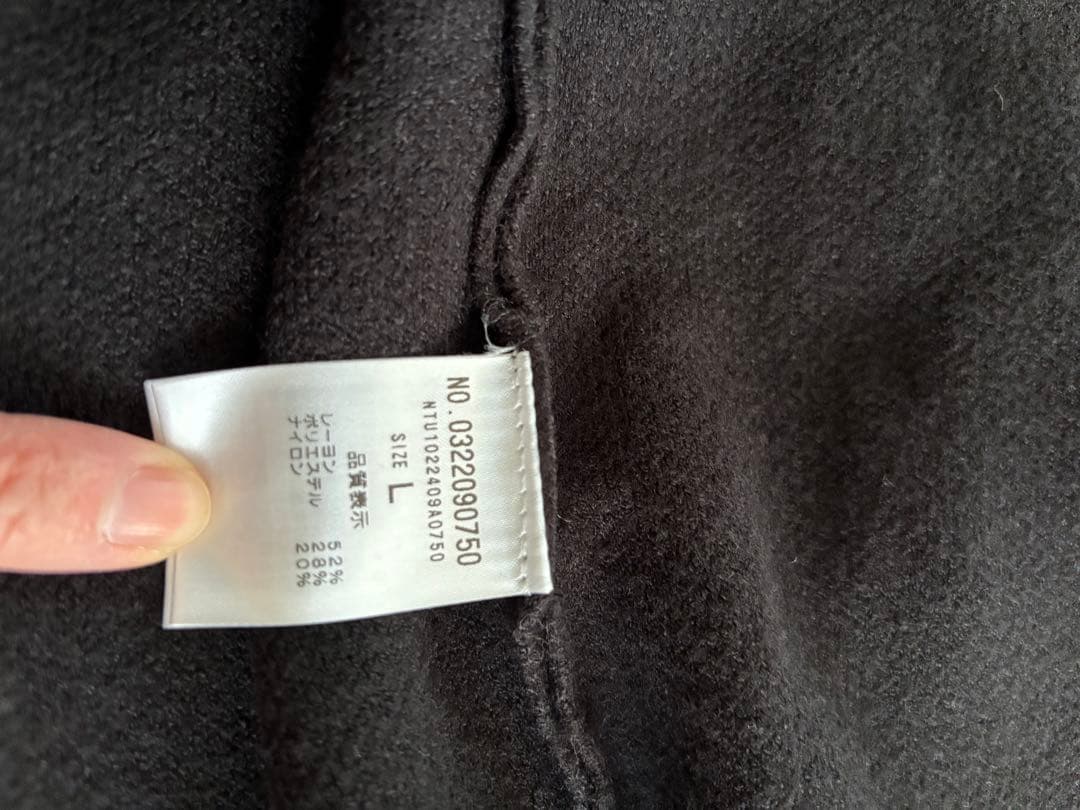 NO.0322090750
NTU1022409A0750
SIZE L
品質表示
レーヨン 52%
ポリエステル 28%
ナイロン 20%